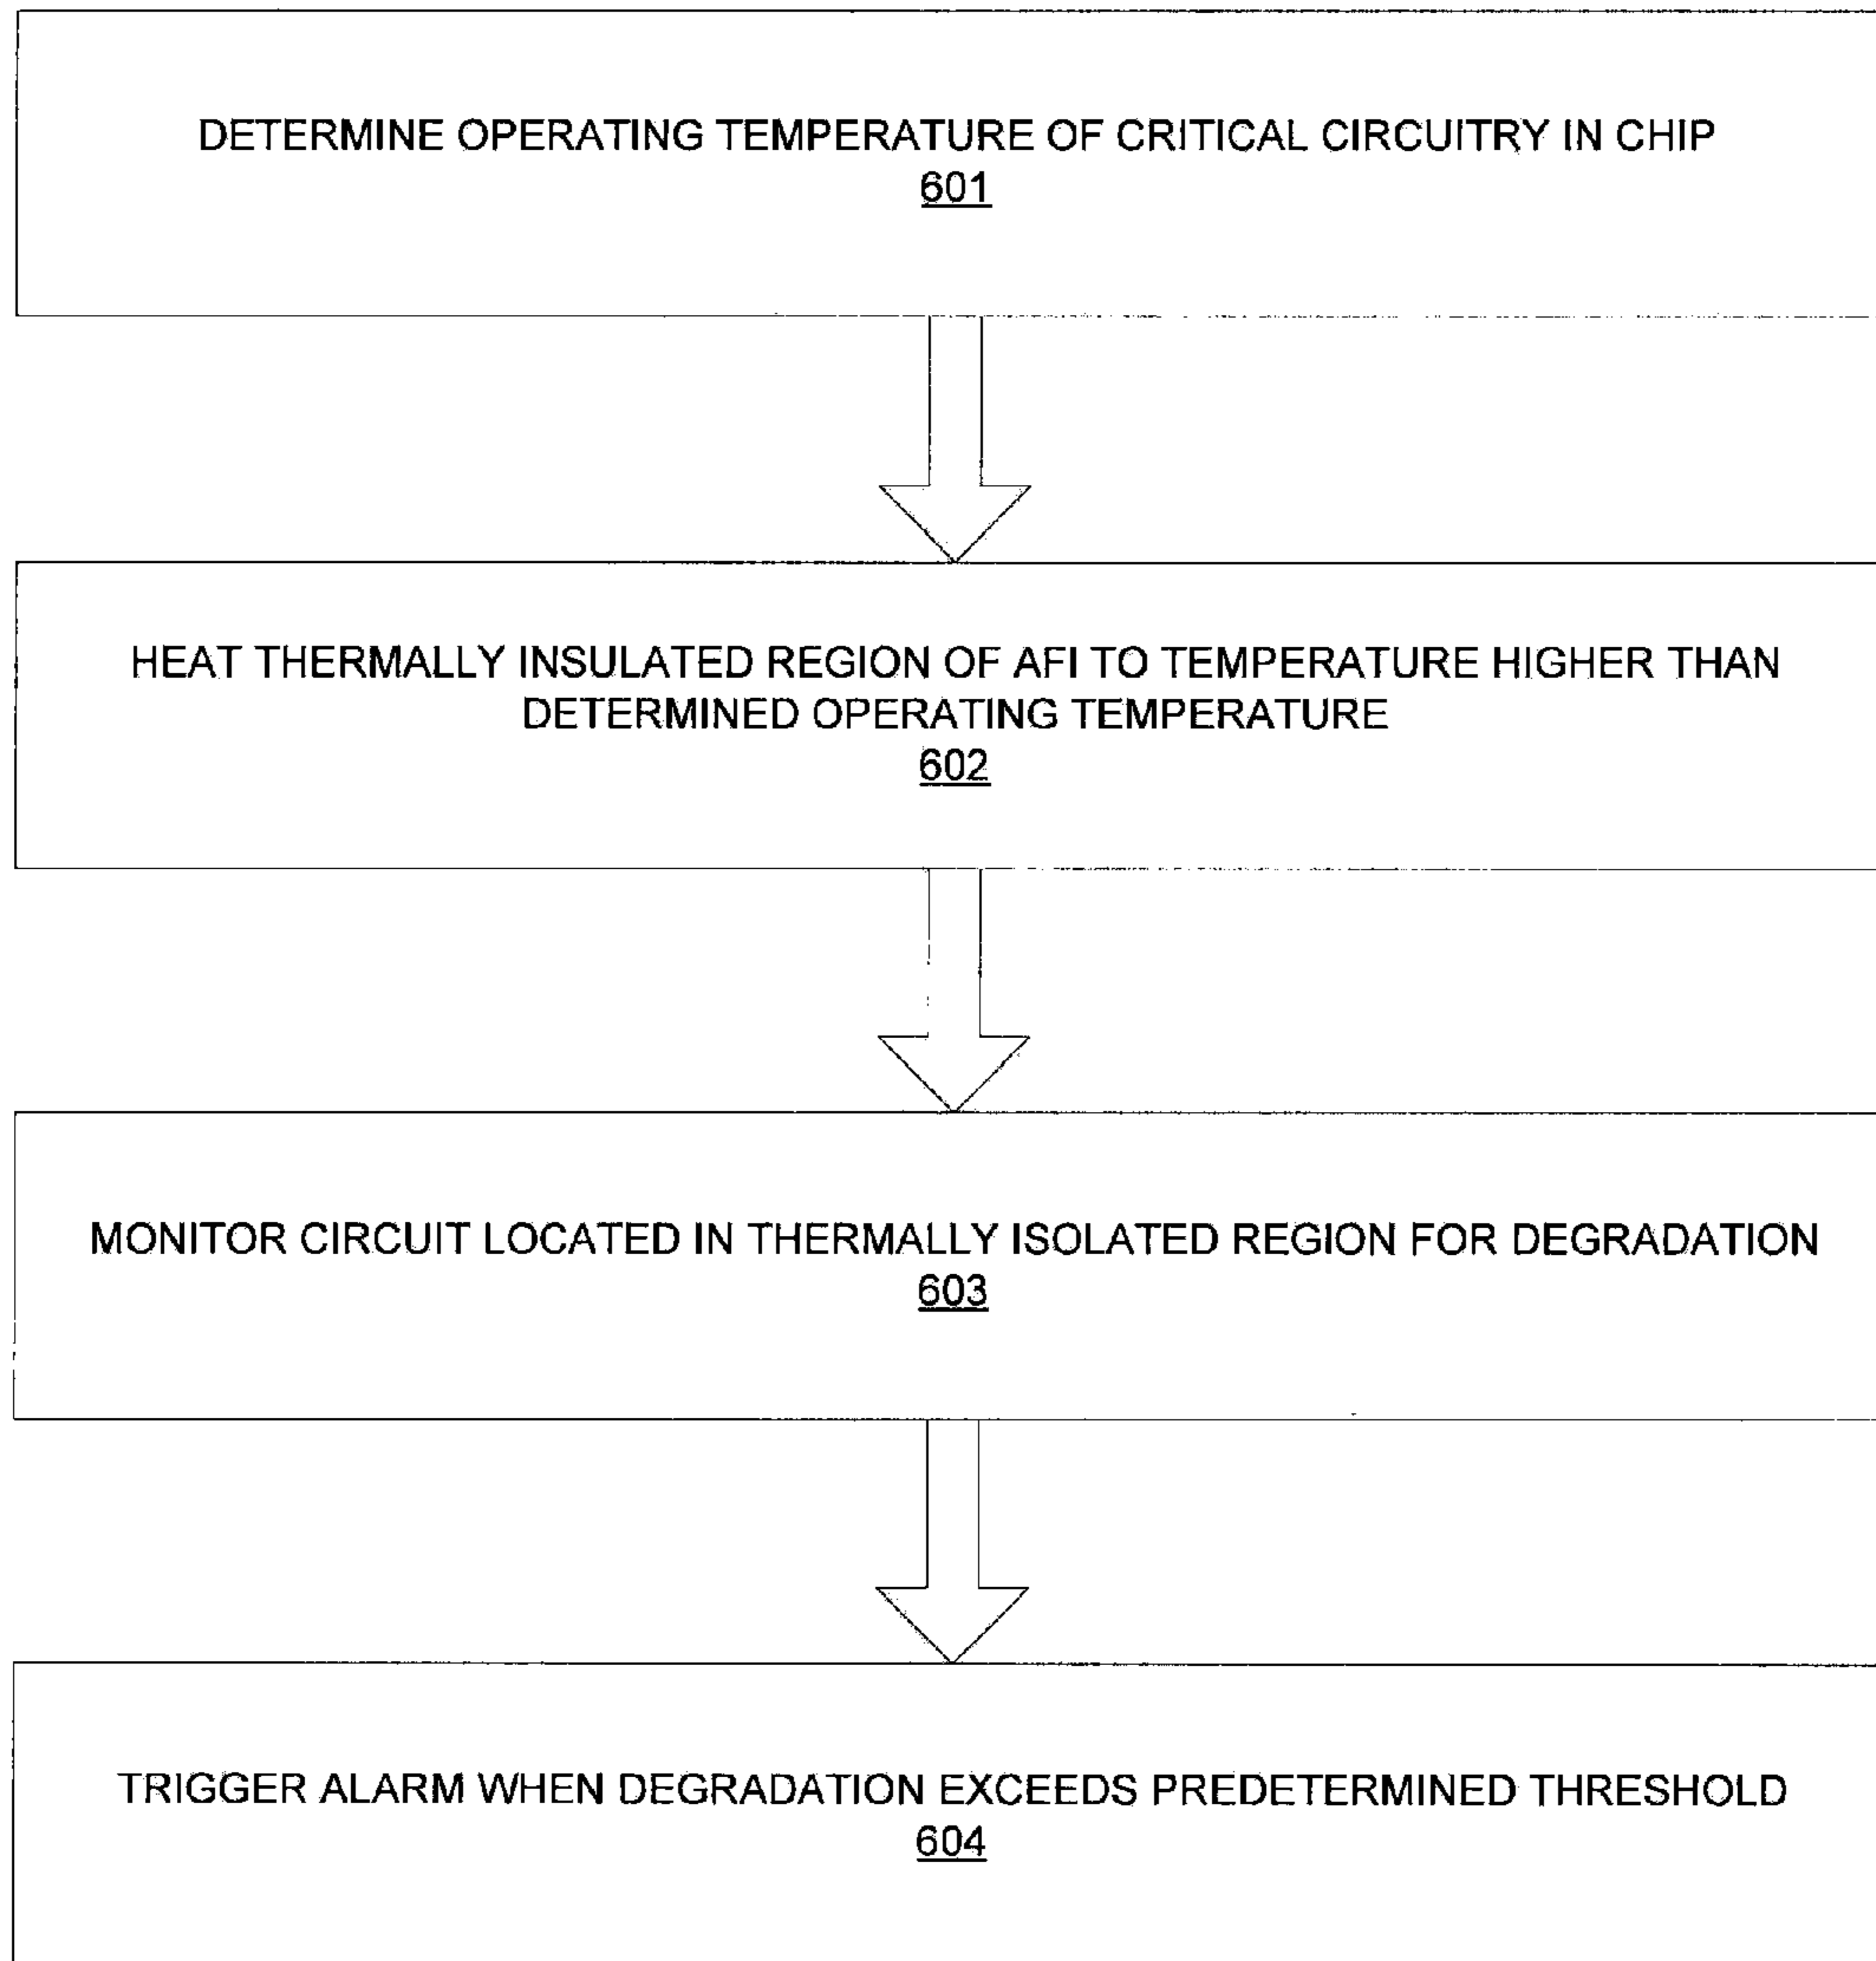 DETERMINE OPERATING TEMPERATURE OF CRITICAL CIRCUITRY IN CHIP
601
HEAT THERMALLY INSULATED REGION OF AFI TO TEMPERATURE HIGHER THAN
DETERMINED OPERATING TEMPERATURE
602
MONITOR CIRCUIT LOCATED IN THERMALLY ISOLATED REGION FOR DEGRADATION
603
TRIGGER ALARM WHEN DEGRADATION EXCEEDS PREDETERMINED THRESHOLD
604